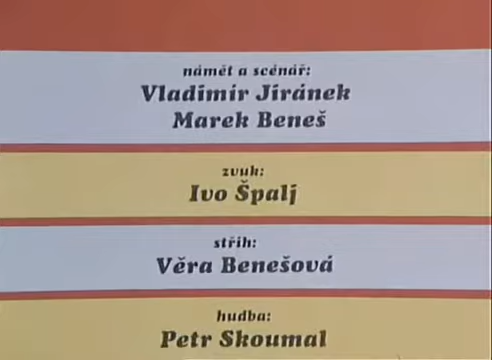 námět a scénář:
Vladimír Jiránek
Marek Beneš
zvuk:
Ivo Špalj
střih:
Věra Benešová
hudba:
Petr Skoumal